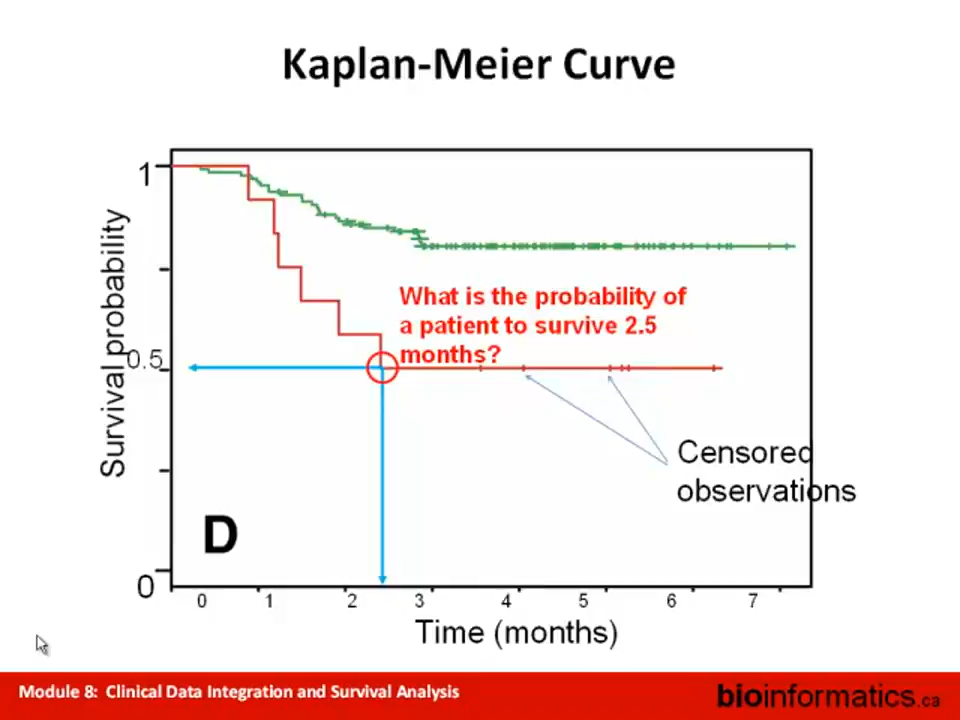 Kaplan-Meier Curve
1
Survival probability
0.5
0
What is the probability of
a patient to survive 2.5
months?
Censored
observations
D
0 1 2 3 4 5 6 7
Time (months)
Module 8: Clinical Data Integration and Survival Analysis
bioinformatics.ca